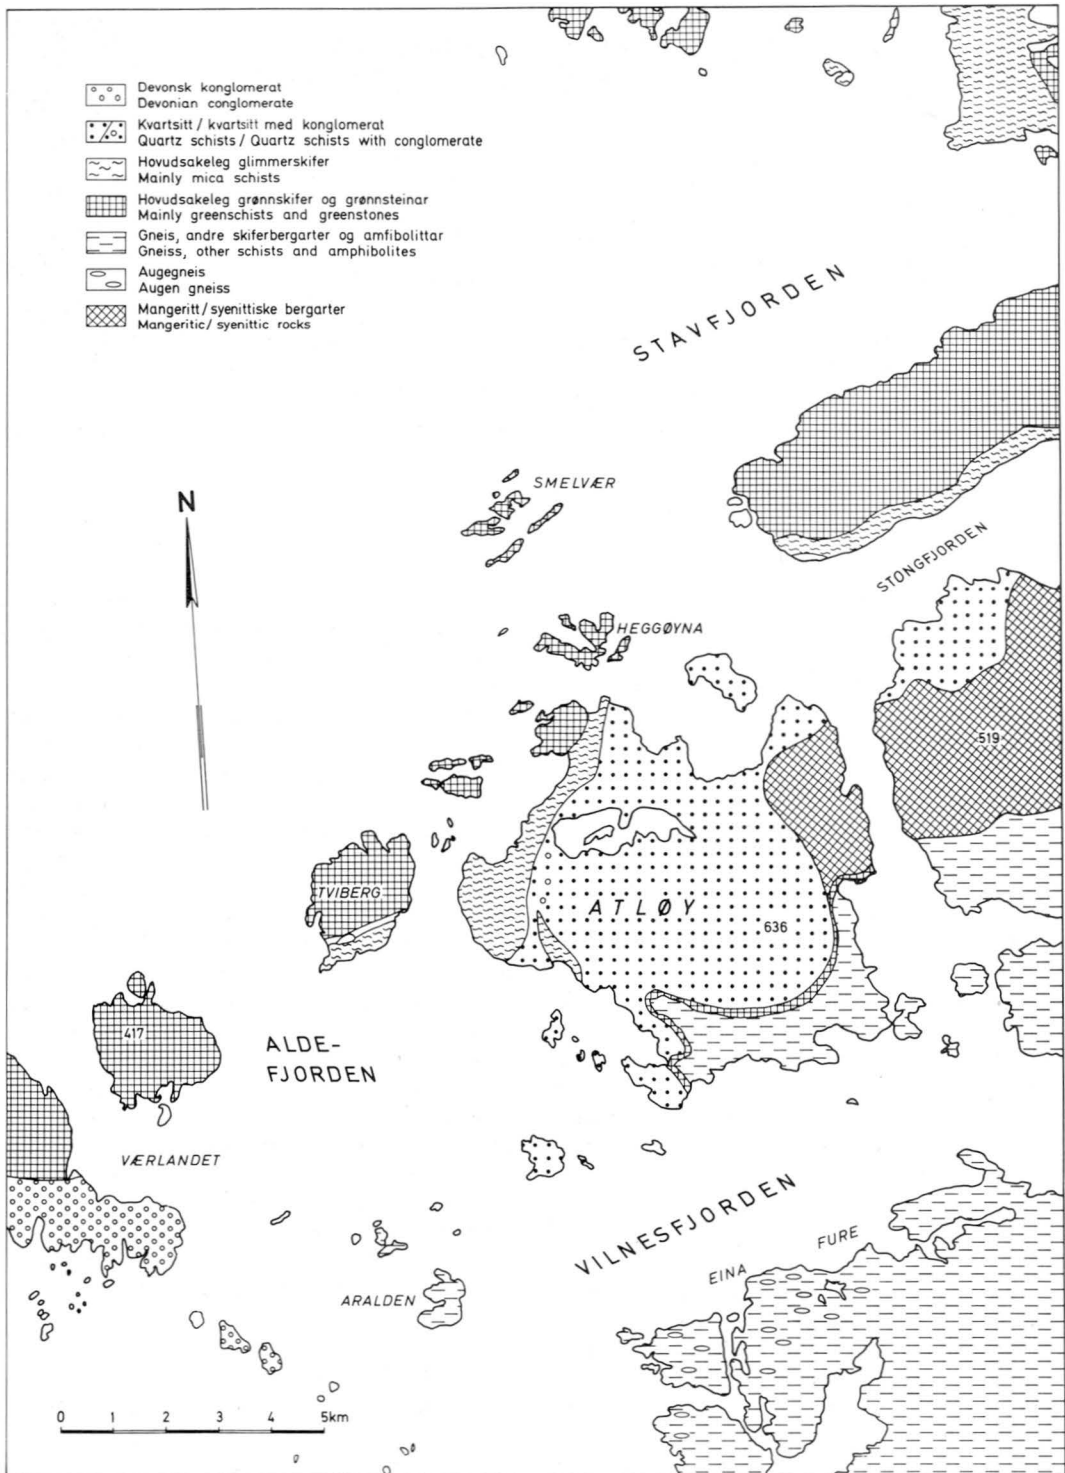 Devonsk konglomerat
Devonian conglomerate
Kvartsitt / kvartsitt med konglomerat
Quartz schists / Quartz schists with conglomerate
Hovudsakeleg glimmerskifer
Mainly mica schists
Hovudsakeleg grønnskifer og grønnsteinar
Mainly greenschists and greenstones
Gneis, andre skiferbergarter og amfibolittar
Gneiss, other schists and amphibolites
Augegneis
Augen gneiss
Mangeritt/syenittiske bergarter
Mangeritic/syenittic rocks
STAVFJORDEN
SMELVÆR
N
STONGFJORDEN
HEGGØYNA
519
TVIBERG
ATLØY
636
417
ALDE-
FJORDEN
VÆRLANDET
VILNESFJORDEN
FURE
EINA
ARALDEN
0 1 2 3 4 5km